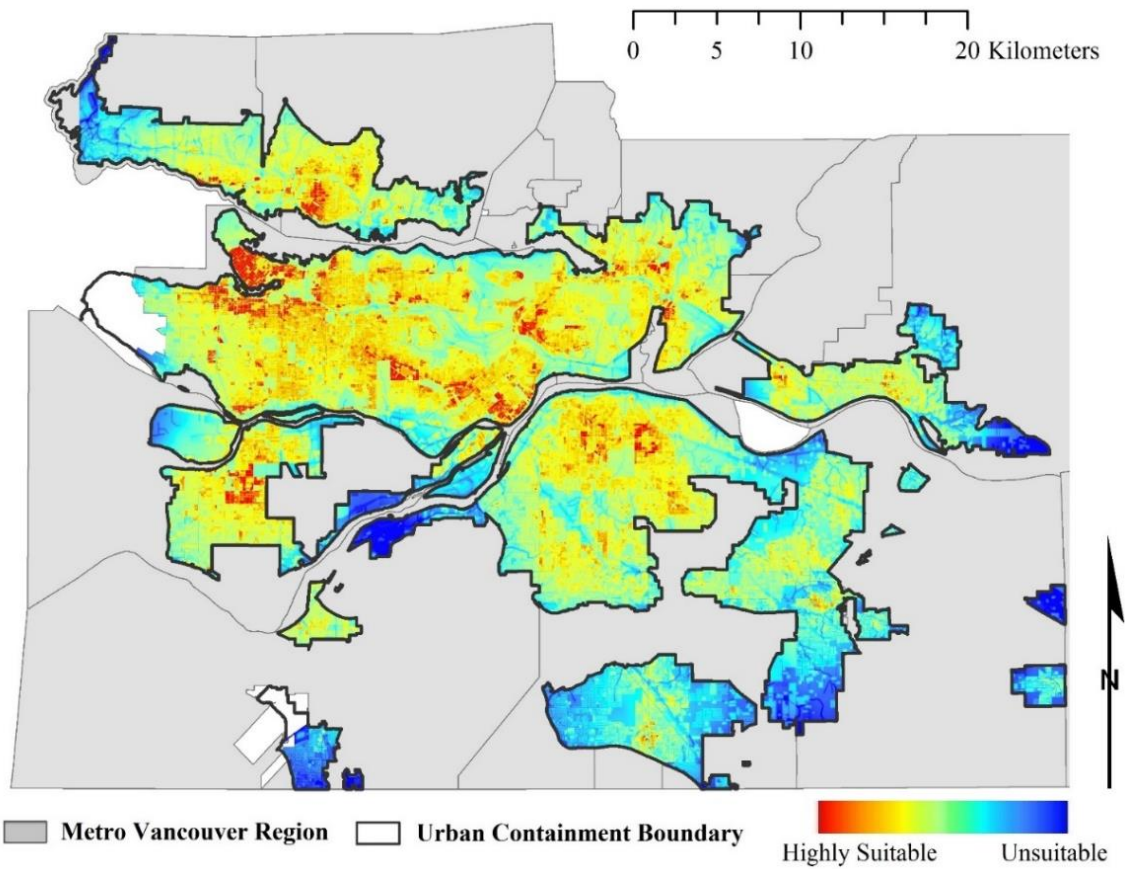 0 5 10 20 Kilometers
N
Metro Vancouver Region Urban Containment Boundary
Highly Suitable Unsuitable